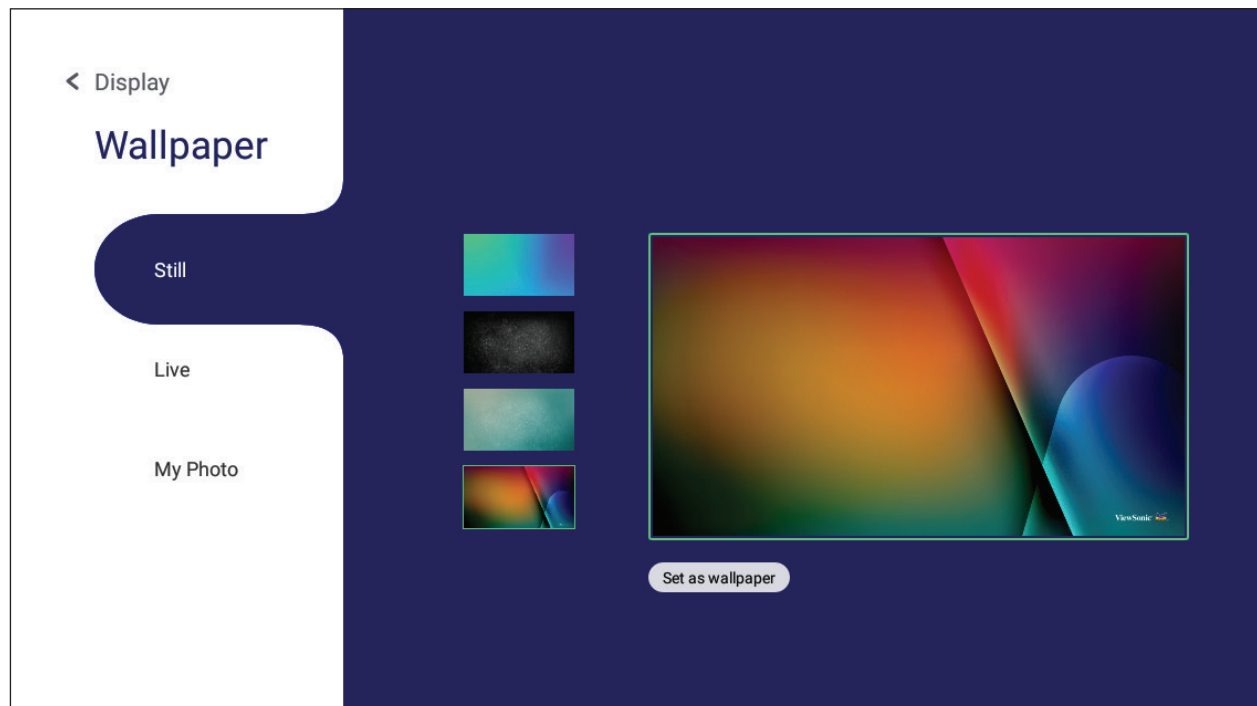 Display
Wallpaper
Still
Live
My Photo
ViewSonic
Set as wallpaper